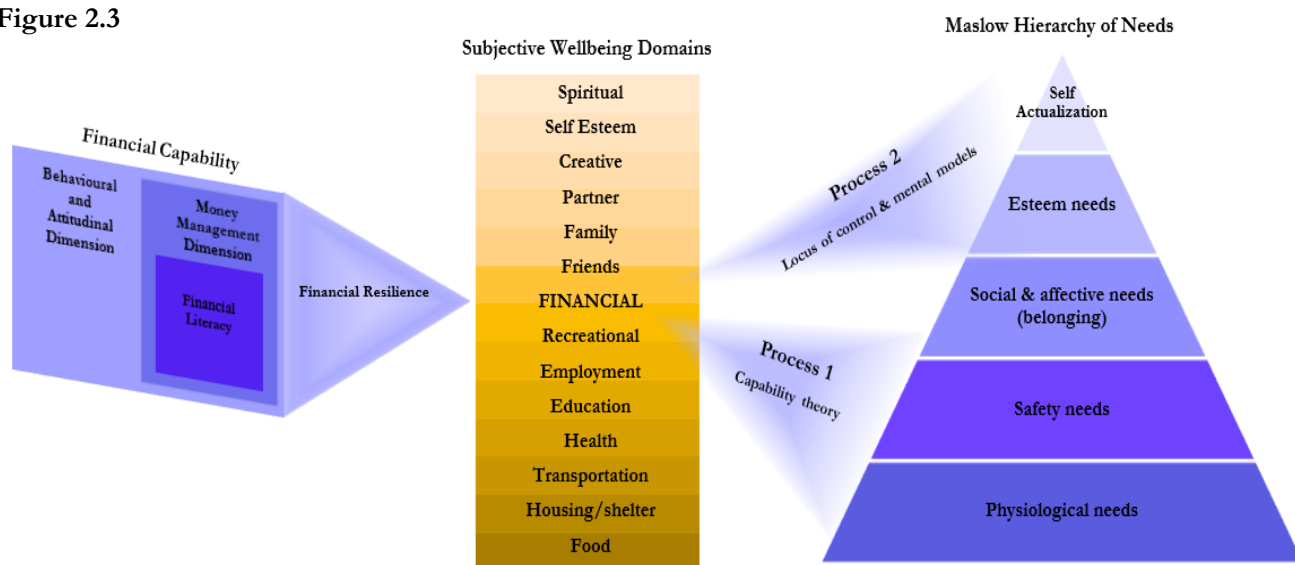 Figure 2.3
Financial Capability
Behavioural
and
Attitudinal
Dimension
Money
Management
Dimension
Financial
Literacy
Financial Resilience
Subjective Wellbeing Domains
Spiritual
Self Esteem
Creative
Partner
Family
Friends
FINANCIAL
Recreational
Employment
Education
Health
Transportation
Housing/shelter
Food
Process 2
Locus of control & mental models
Process 1
Capability theory
Maslow Hierarchy of Needs
Self
Actualization
Esteem needs
Social & affective needs
(belonging)
Safety needs
Physiological needs